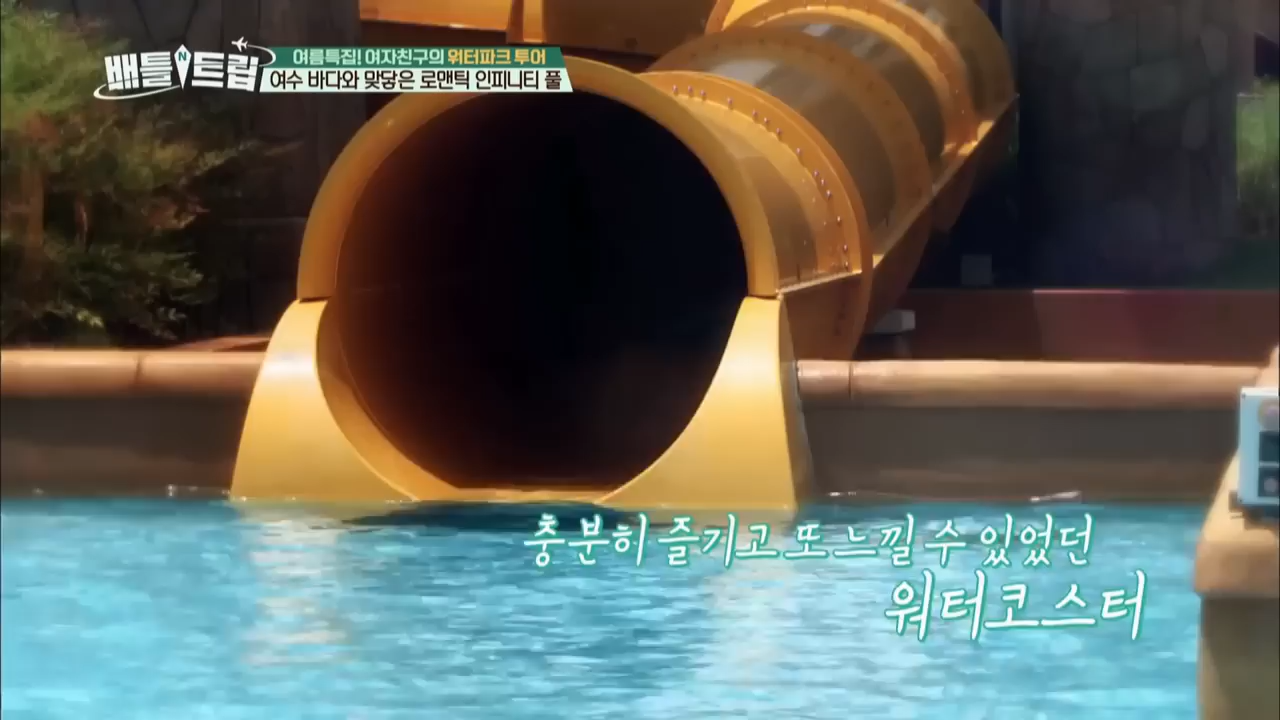 배틀N트립
여름특집! 여자친구의 워터파크 투어
여수 바다와 맞닿은 로맨틱 인피니티 풀
충분히 즐기고 또 느낄 수 있었던
워터코스터